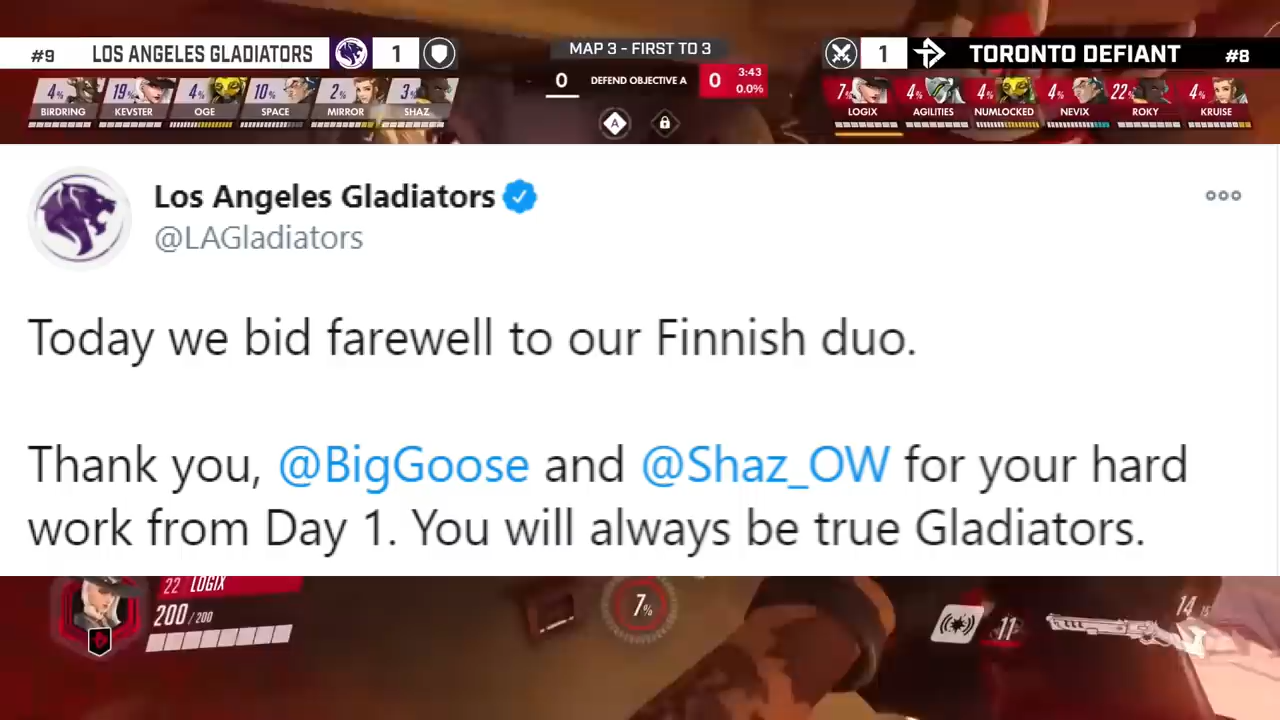 #9 LOS ANGELES GLADIATORS 1 MAP 3 - FIRST TO 3 1 TORONTO DEFIANT #8
0 DEFEND OBJECTIVE A 0 3:43
0.0%
4% 19% 4% 10% 2% 3% 7% 4% 4% 4% 22% 4%
BIRDRING KEVSTER OGE SPACE MIRROR SHAZ LOGIX AGILITIES NUMLOCKED NEVIX ROKY KRUISE
A
Los Angeles Gladiators
@LAGladiators
Today we bid farewell to our Finnish duo.
Thank you, @BigGoose and @Shaz_OW for your hard
work from Day 1. You will always be true Gladiators.
22 LOGIX
200 / 200
7%
11
14 15